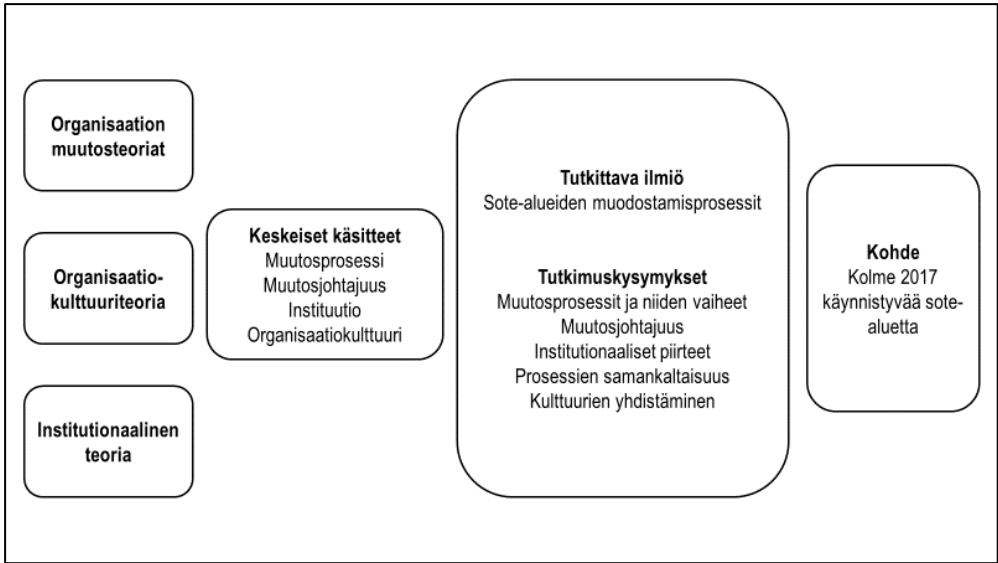 Organisaation
muutosteoriat
Organisaatio-
kulttuuriteoria
Institutionaalinen
teoria
Keskeiset käsitteet
Muutosprosessi
Muutosjohtajuus
Instituutio
Organisaatiokulttuuri
Tutkittava ilmiö
Sote-alueiden muodostamisprosessit
Tutkimuskysymykset
Muutosprosessit ja niiden vaiheet
Muutosjohtajuus
Institutionaaliset piirteet
Prosessien samankaltaisuus
Kulttuurien yhdistäminen
Kohde
Kolme 2017
käynnistyvää sote-
aluetta